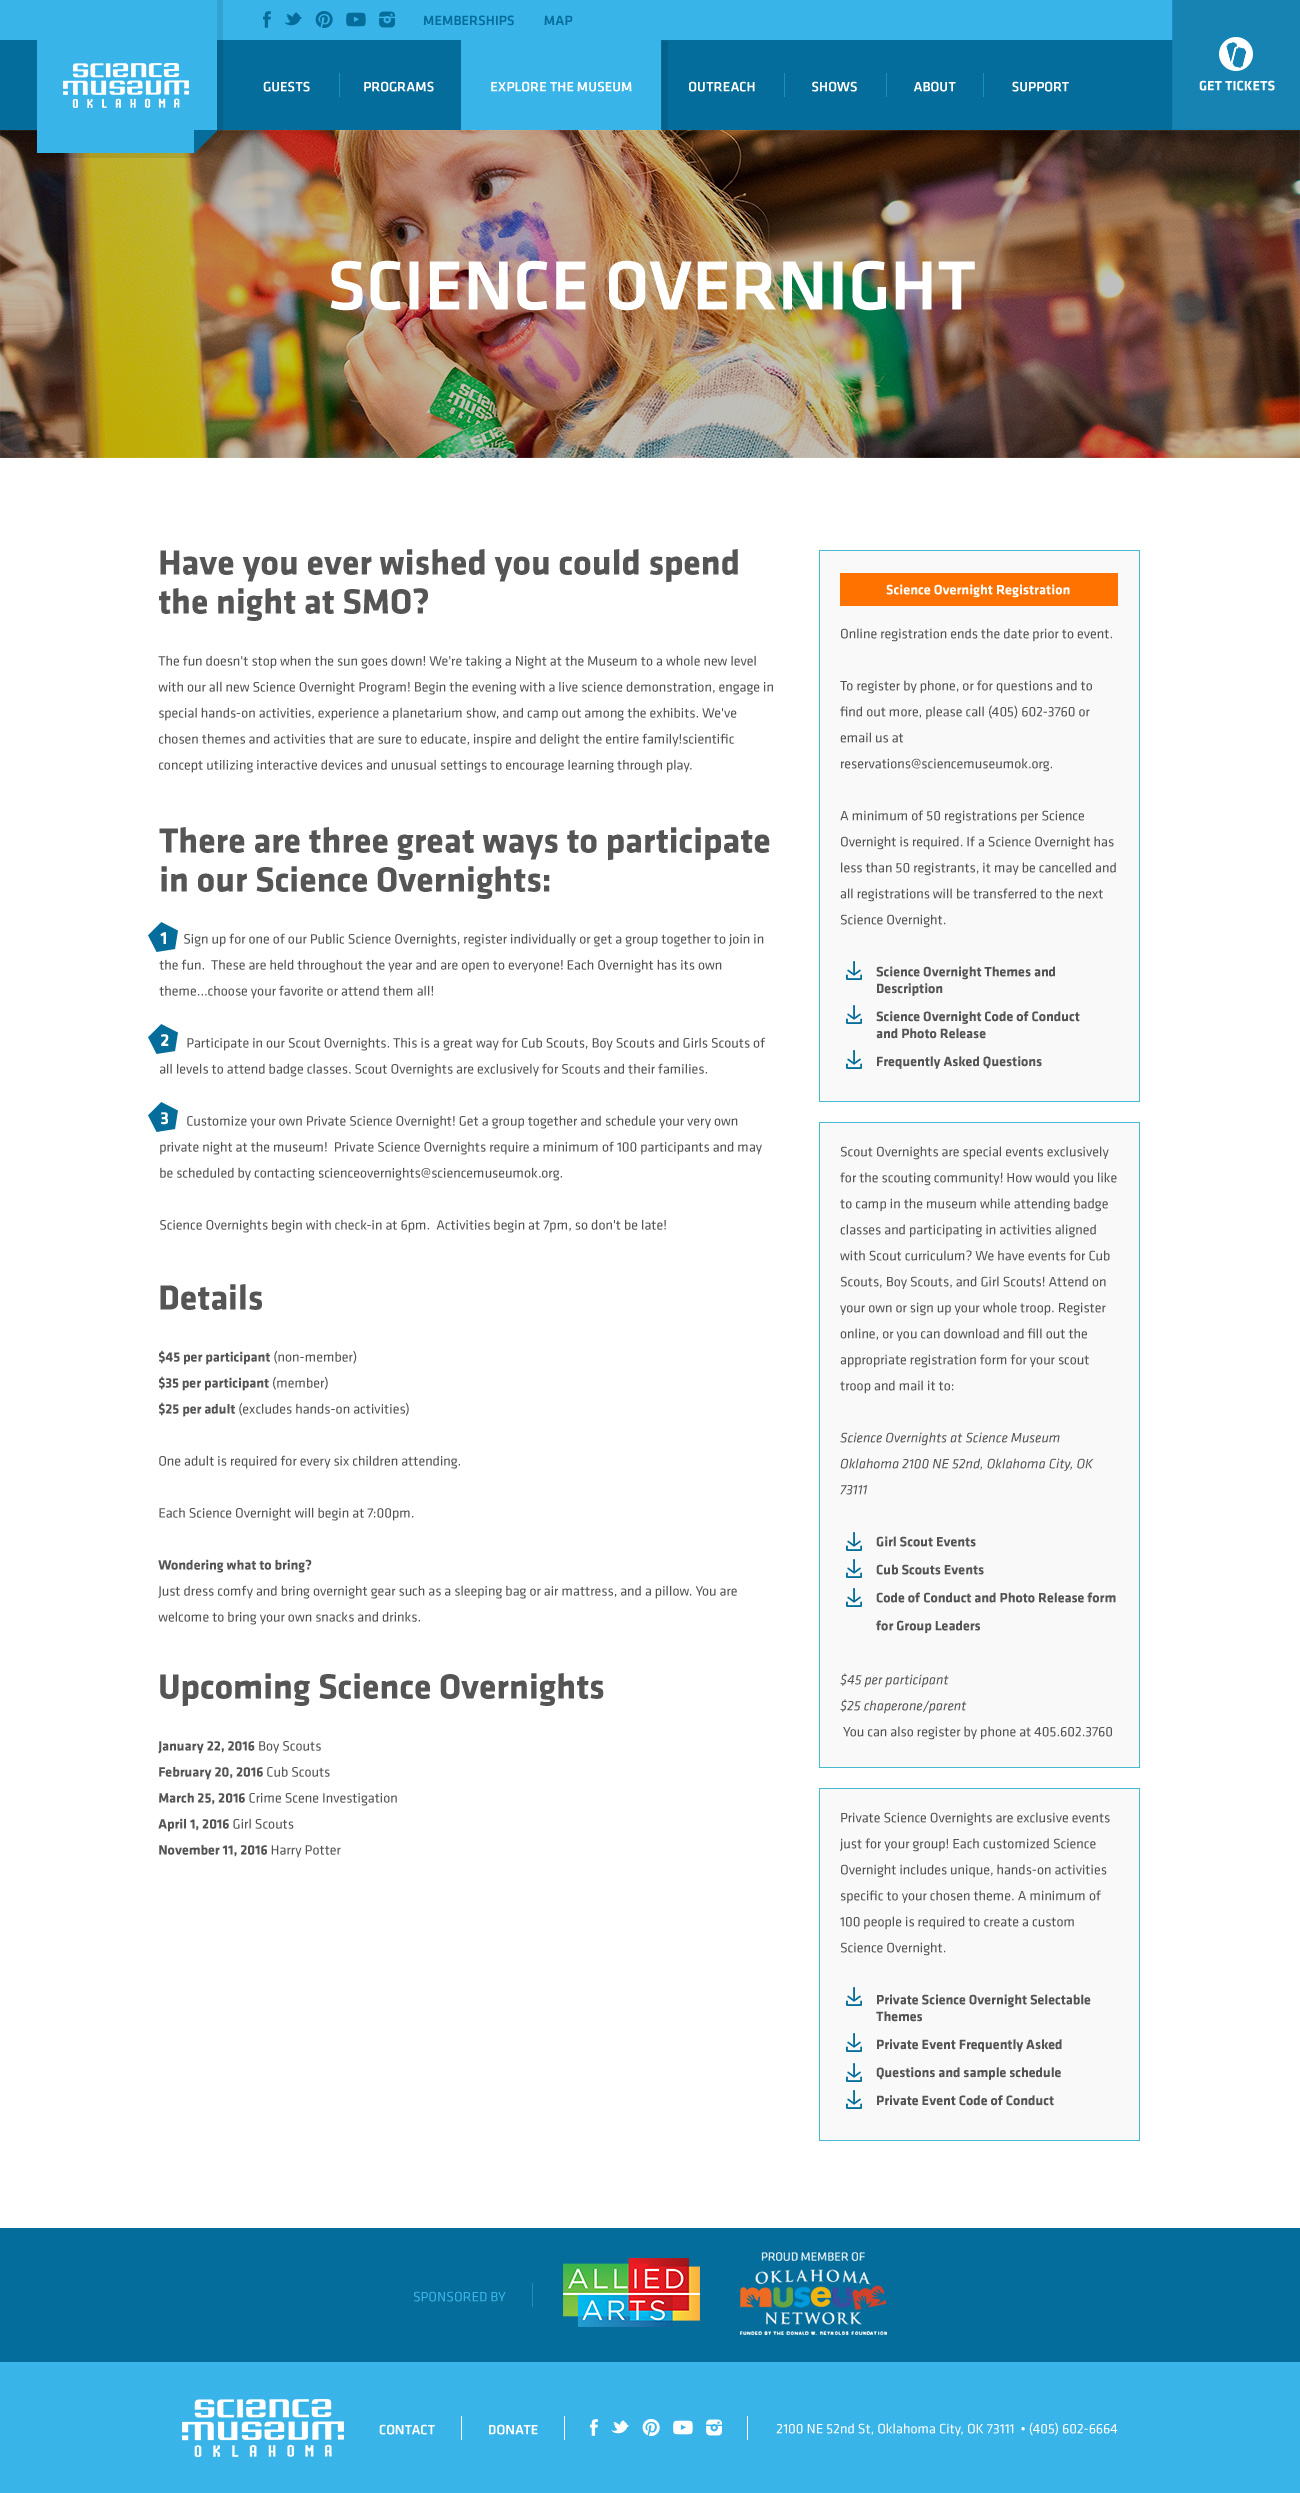 MEMBERSHIPS MAP
science
museum
OKLAHOMA
GUESTS PROGRAMS EXPLORE THE MUSEUM OUTREACH SHOWS ABOUT SUPPORT
GET TICKETS
SCIENCE OVERNIGHT
Have you ever wished you could spend
the night at SMO?
The fun doesn't stop when the sun goes down! We're taking a Night at the Museum to a whole new level
with our all new Science Overnight Program! Begin the evening with a live science demonstration, engage in
special hands-on activities, experience a planetarium show, and camp out among the exhibits. We've
chosen themes and activities that are sure to educate, inspire and delight the entire family!scientific
concept utilizing interactive devices and unusual settings to encourage learning through play.
There are three great ways to participate
in our Science Overnights:
1 Sign up for one of our Public Science Overnights, register individually or get a group together to join in
the fun.  These are held throughout the year and are open to everyone! Each Overnight has its own
theme...choose your favorite or attend them all!
2 Participate in our Scout Overnights. This is a great way for Cub Scouts, Boy Scouts and Girls Scouts of
all levels to attend badge classes. Scout Overnights are exclusively for Scouts and their families.
3 Customize your own Private Science Overnight! Get a group together and schedule your very own
private night at the museum!  Private Science Overnights require a minimum of 100 participants and may
be scheduled by contacting scienceovernights@sciencemuseumok.org.
Science Overnights begin with check-in at 6pm.  Activities begin at 7pm, so don't be late!
Details
$45 per participant (non-member)
$35 per participant (member)
$25 per adult (excludes hands-on activities)
One adult is required for every six children attending.
Each Science Overnight will begin at 7:00pm.
Wondering what to bring?
Just dress comfy and bring overnight gear such as a sleeping bag or air mattress, and a pillow. You are
welcome to bring your own snacks and drinks.
Upcoming Science Overnights
January 22, 2016 Boy Scouts
February 20, 2016 Cub Scouts
March 25, 2016 Crime Scene Investigation
April 1, 2016 Girl Scouts
November 11, 2016 Harry Potter
Science Overnight Registration
Online registration ends the date prior to event.
To register by phone, or for questions and to
find out more, please call (405) 602-3760 or
email us at
reservations@sciencemuseumok.org.
A minimum of 50 registrations per Science
Overnight is required. If a Science Overnight has
less than 50 registrants, it may be cancelled and
all registrations will be transferred to the next
Science Overnight.
Science Overnight Themes and
Description
Science Overnight Code of Conduct
and Photo Release
Frequently Asked Questions
Scout Overnights are special events exclusively
for the scouting community! How would you like
to camp in the museum while attending badge
classes and participating in activities aligned
with Scout curriculum? We have events for Cub
Scouts, Boy Scouts, and Girl Scouts! Attend on
your own or sign up your whole troop. Register
online, or you can download and fill out the
appropriate registration form for your scout
troop and mail it to:
Science Overnights at Science Museum
Oklahoma 2100 NE 52nd, Oklahoma City, OK
73111
Girl Scout Events
Cub Scouts Events
Code of Conduct and Photo Release form
for Group Leaders
$45 per participant
$25 chaperone/parent
You can also register by phone at 405.602.3760
Private Science Overnights are exclusive events
just for your group! Each customized Science
Overnight includes unique, hands-on activities
specific to your chosen theme. A minimum of
100 people is required to create a custom
Science Overnight.
Private Science Overnight Selectable
Themes
Private Event Frequently Asked
Questions and sample schedule
Private Event Code of Conduct
SPONSORED BY
ALLIED
ARTS
PROUD MEMBER OF
OKLAHOMA
museum
NETWORK
FUNDED BY THE DONALD W. REYNOLDS FOUNDATION
science
museum
OKLAHOMA
CONTACT DONATE 2100 NE 52nd St, Oklahoma City, OK 73111 • (405) 602-6664